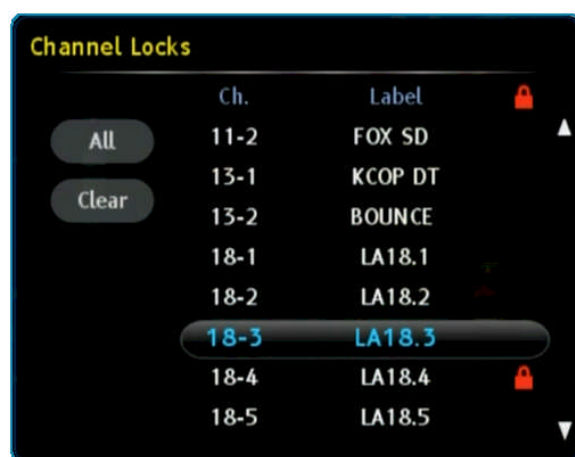 Channel Locks
Ch. Label
All
11-2 FOX SD
13-1 KCOP DT
Clear
13-2 BOUNCE
18-1 LA18.1
18-2 LA18.2
18-3 LA18.3
18-4 LA18.4
18-5 LA18.5